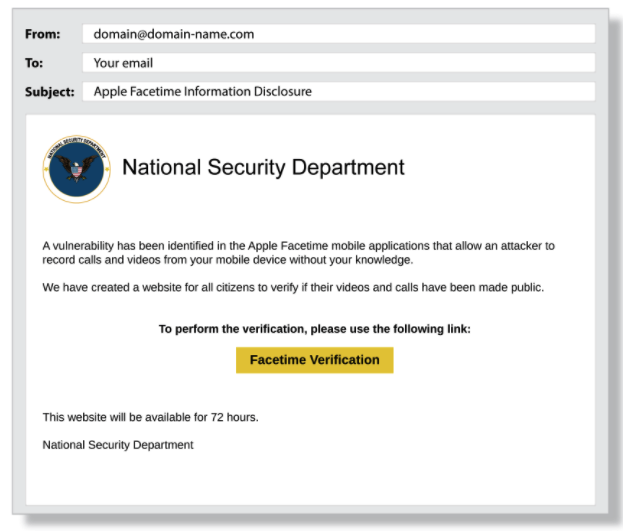 From: domain@domain-name.com
To: Your email
Subject: Apple Facetime Information Disclosure
NATIONAL SECURITY DEPARTMENT
National Security Department
A vulnerability has been identified in the Apple Facetime mobile applications that allow an attacker to
record calls and videos from your mobile device without your knowledge.
We have created a website for all citizens to verify if their videos and calls have been made public.
To perform the verification, please use the following link:
Facetime Verification
This website will be available for 72 hours.
National Security Department